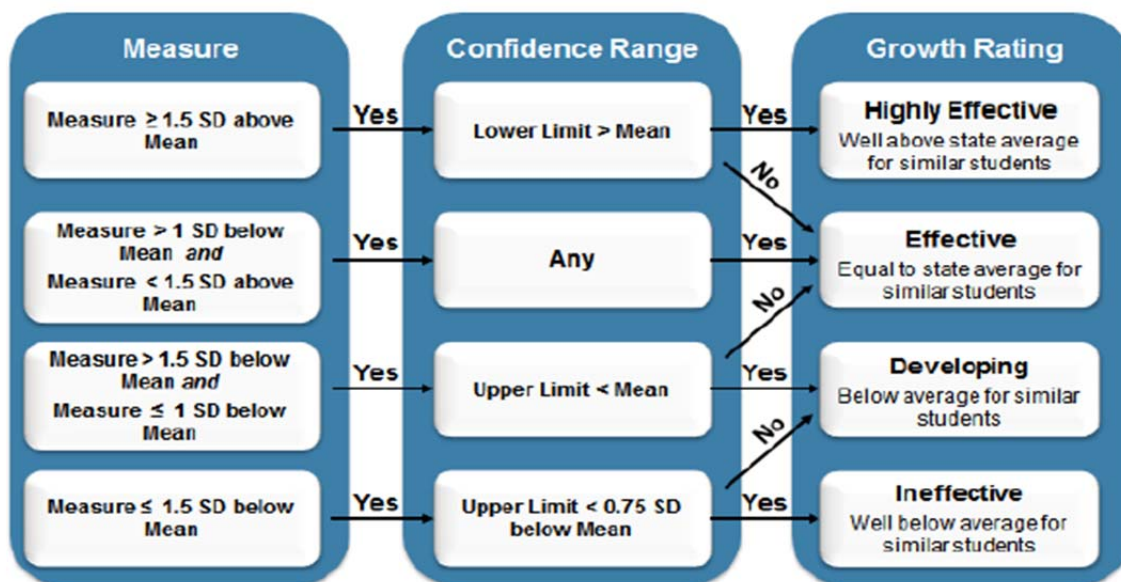 Measure
Confidence Range
Growth Rating
Measure ≥ 1.5 SD above
Mean
Yes
Lower Limit > Mean
Yes
Highly Effective
Well above state average
for similar students
No
Measure > 1 SD below
Mean and
Measure < 1.5 SD above
Mean
Yes
Any
Yes
Effective
Equal to state average for
similar students
No
Measure > 1.5 SD below
Mean and
Measure ≤ 1 SD below
Mean
Yes
Upper Limit < Mean
Yes
Developing
Below average for similar
students
No
Measure ≤ 1.5 SD below
Mean
Yes
Upper Limit < 0.75 SD
below Mean
Yes
Ineffective
Well below average for
similar students